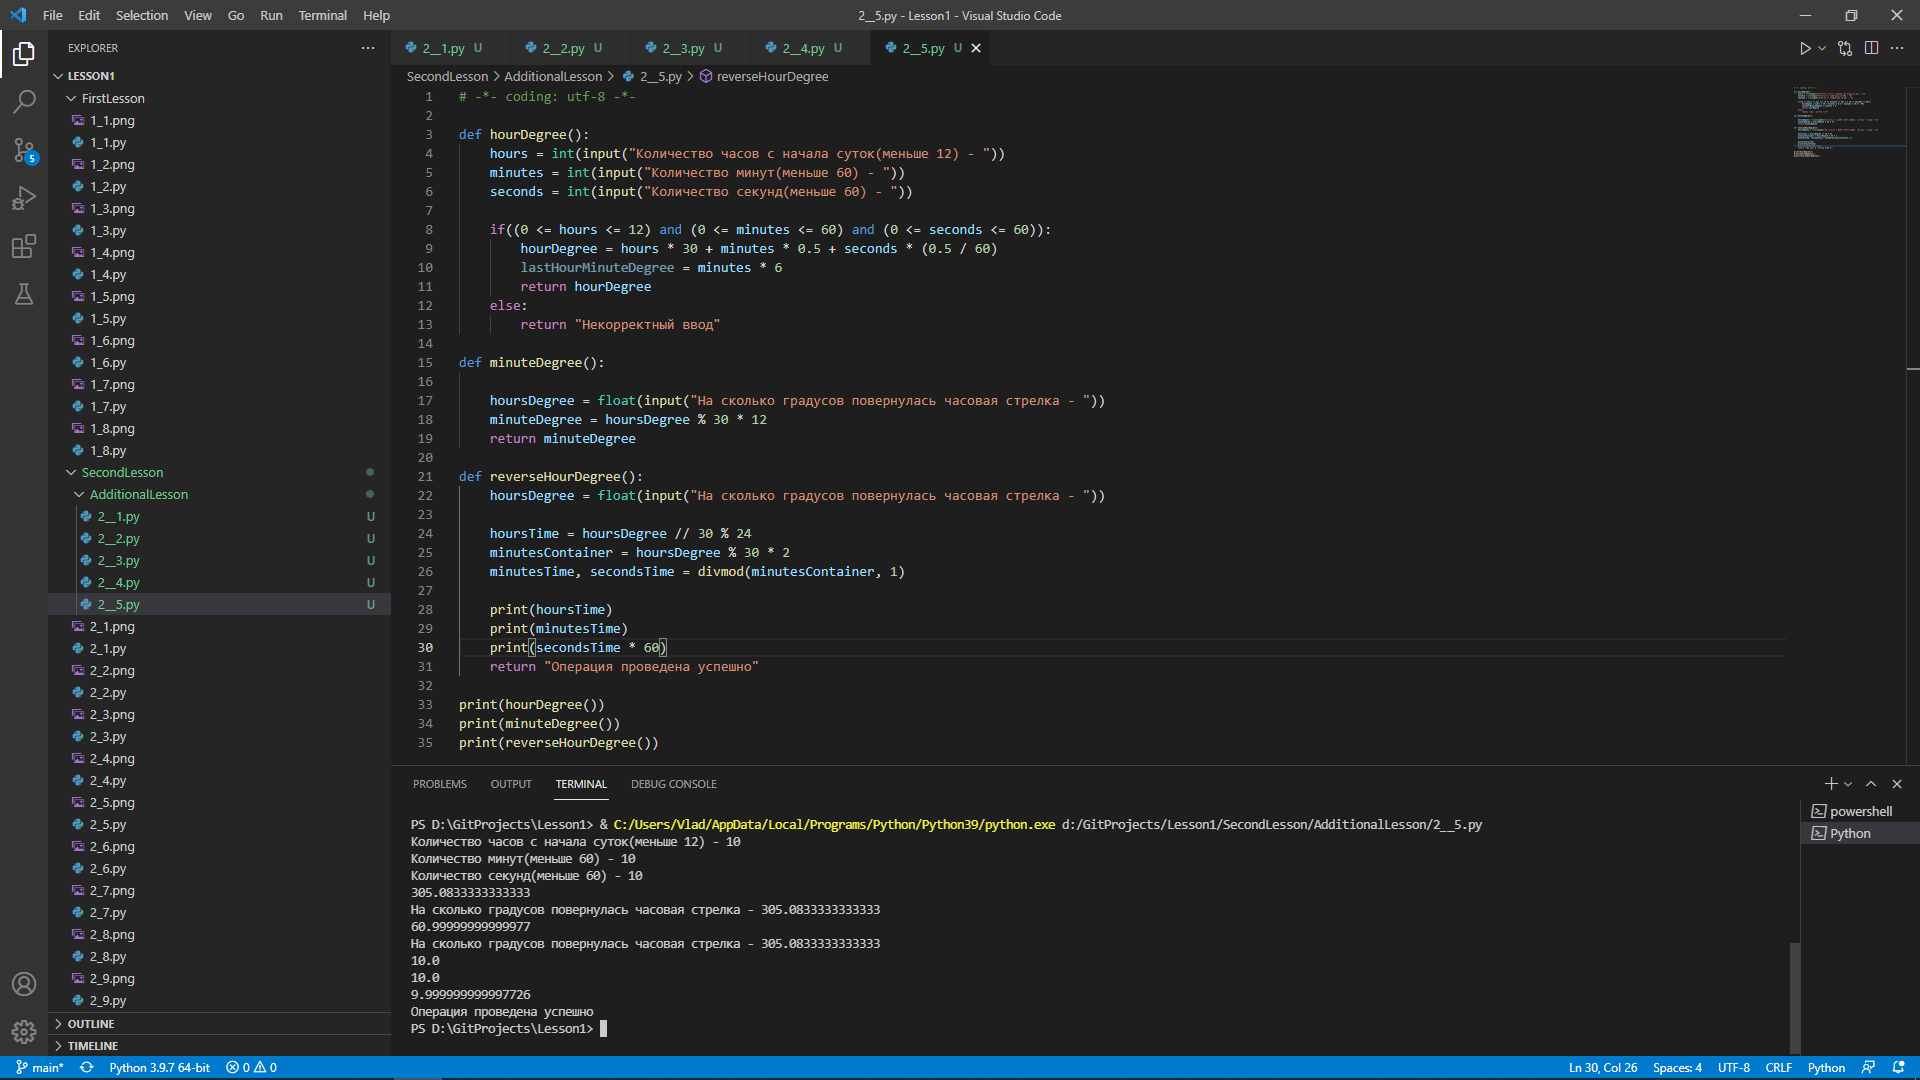 File Edit Selection View Go Run Terminal Help
2__5.py - Lesson1 - Visual Studio Code
EXPLORER
LESSON1
FirstLesson
1_1.png
1_1.py
1_2.png
1_2.py
1_3.png
1_3.py
1_4.png
1_4.py
1_5.png
1_5.py
1_6.png
1_6.py
1_7.png
1_7.py
1_8.png
1_8.py
SecondLesson
AdditionalLesson
2__1.py U
2__2.py U
2__3.py U
2__4.py U
2__5.py U
2_1.png
2_1.py
2_2.png
2_2.py
2_3.png
2_3.py
2_4.png
2_4.py
2_5.png
2_5.py
2_6.png
2_6.py
2_7.png
2_7.py
2_8.png
2_8.py
2_9.png
2_9.py
OUTLINE
TIMELINE
5
2__1.py U 2__2.py U 2__3.py U 2__4.py U 2__5.py U
SecondLesson > AdditionalLesson > 2__5.py > reverseHourDegree
1 # -*- coding: utf-8 -*-
2
3 def hourDegree():
4     hours = int(input("Количество часов с начала суток(меньше 12) - "))
5     minutes = int(input("Количество минут(меньше 60) - "))
6     seconds = int(input("Количество секунд(меньше 60) - "))
7
8     if((0 <= hours <= 12) and (0 <= minutes <= 60) and (0 <= seconds <= 60)):
9         hourDegree = hours * 30 + minutes * 0.5 + seconds * (0.5 / 60)
10         lastHourMinuteDegree = minutes * 6
11         return hourDegree
12     else:
13         return "Некорректный ввод"
14
15 def minuteDegree():
16
17     hoursDegree = float(input("На сколько градусов повернулась часовая стрелка - "))
18     minuteDegree = hoursDegree % 30 * 12
19     return minuteDegree
20
21 def reverseHourDegree():
22     hoursDegree = float(input("На сколько градусов повернулась часовая стрелка - "))
23
24     hoursTime = hoursDegree // 30 % 24
25     minutesContainer = hoursDegree % 30 * 2
26     minutesTime, secondsTime = divmod(minutesContainer, 1)
27
28     print(hoursTime)
29     print(minutesTime)
30     print(secondsTime * 60)
31     return "Операция проведена успешно"
32
33 print(hourDegree())
34 print(minuteDegree())
35 print(reverseHourDegree())
PROBLEMS OUTPUT TERMINAL DEBUG CONSOLE
PS D:\GitProjects\Lesson1> & C:/Users/Vlad/AppData/Local/Programs/Python/Python39/python.exe d:/GitProjects/Lesson1/SecondLesson/AdditionalLesson/2__5.py
Количество часов с начала суток(меньше 12) - 10
Количество минут(меньше 60) - 10
Количество секунд(меньше 60) - 10
305.0833333333333
На сколько градусов повернулась часовая стрелка - 305.0833333333333
60.99999999999977
На сколько градусов повернулась часовая стрелка - 305.0833333333333
10.0
10.0
9.999999999997726
Операция проведена успешно
PS D:\GitProjects\Lesson1>
powershell
Python
main* Python 3.9.7 64-bit 0 0
Ln 30, Col 26 Spaces: 4 UTF-8 CRLF Python